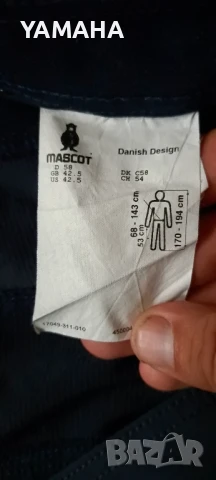 YAMAHA
MASCOT
Danish Design
D 58
GB 42.5
US 42.5
DK C58
CH 54
68 - 143 cm
53 cm
170 - 194 cm
BAZAR